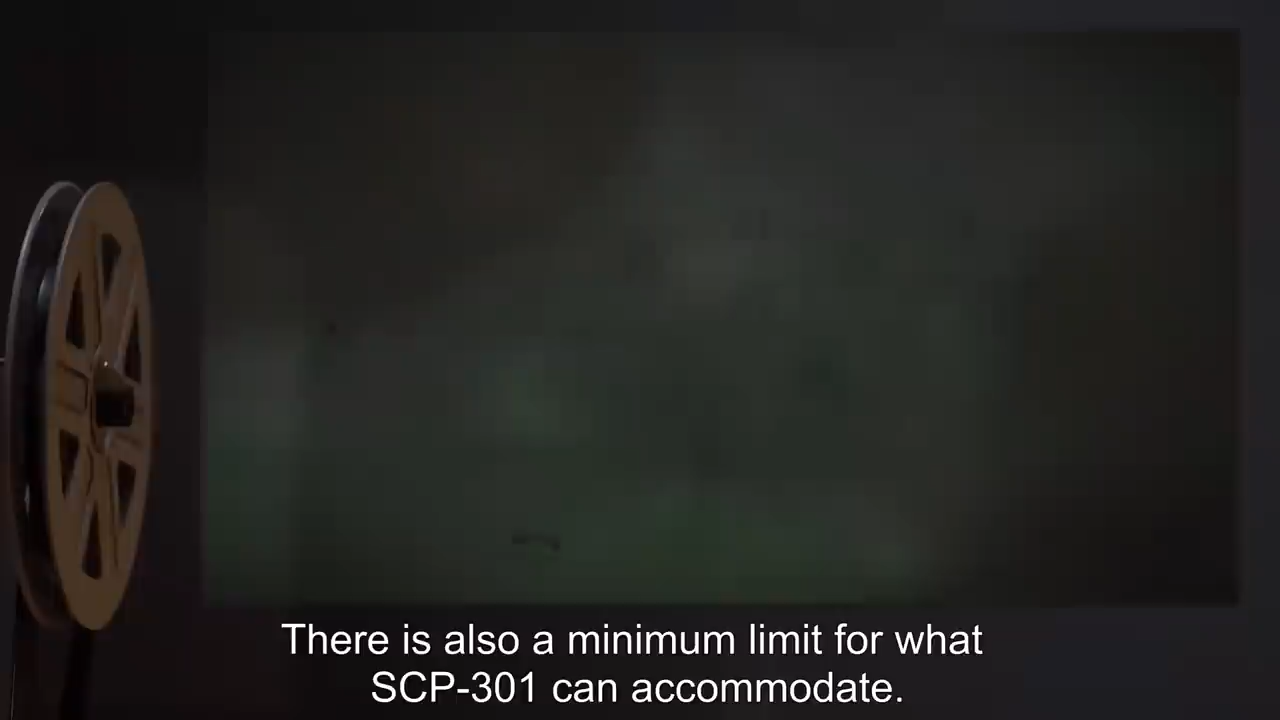 There is also a minimum limit for what
SCP-301 can accommodate.